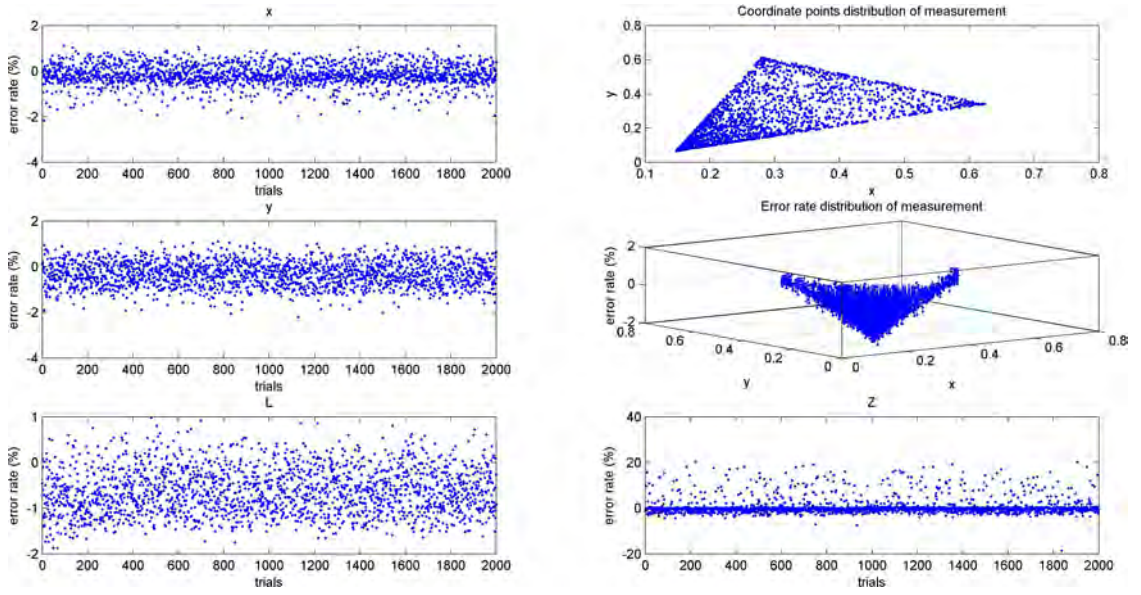 x
2
0
-2
-4
error rate (%)
0 200 400 600 800 1000 1200 1400 1600 1800 2000
trials
Coordinate points distribution of measurement
0.8
0.6
0.4
0.2
0
y
0.1 0.2 0.3 0.4 0.5 0.6 0.7 0.8
x
y
2
0
-2
-4
error rate (%)
0 200 400 600 800 1000 1200 1400 1600 1800 2000
trials
Error rate distribution of measurement
2
0
-2
error rate (%)
0.8
0.6
0.4
0.2
0
y
0
0.2
0.4
0.6
0.8
x
L
1
0
-1
-2
error rate (%)
0 200 400 600 800 1000 1200 1400 1600 1800 2000
trials
Z
40
20
0
-20
error rate (%)
0 200 400 600 800 1000 1200 1400 1600 1800 2000
trials